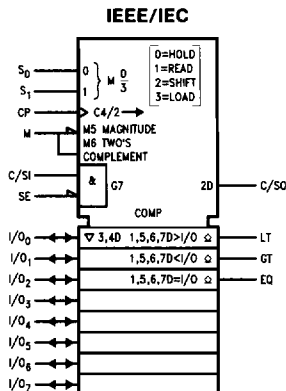 IEEE/IEC
0=HOLD
1=READ
2=SHIFT
3=LOAD
S0 0
S1 1
M 0/3
CP C4/2
M M5 MAGNITUDE
M6 TWO'S
COMPLEMENT
C/SI
& G7
SE
2D C/SO
COMP
I/O0 3,4D 1,5,6,7D>I/O LT
I/O1 1,5,6,7D<I/O GT
I/O2 1,5,6,7D=I/O EQ
I/O3
I/O4
I/O5
I/O6
I/O7